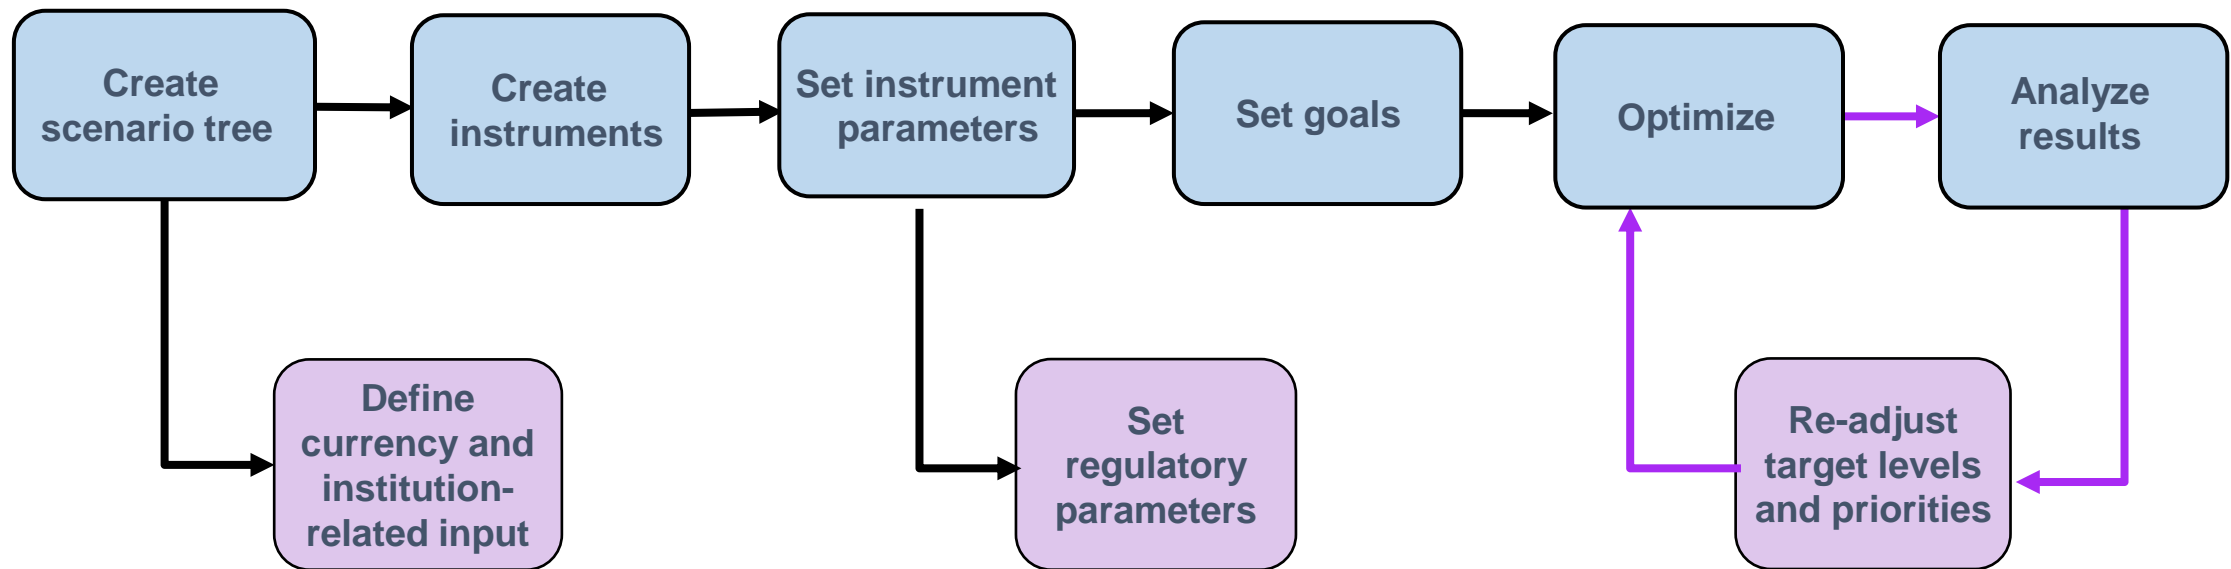 Create
scenario tree
Create
instruments
Set instrument
parameters
Set goals
Optimize
Analyze
results
Define
currency and
institution-
related input
Set
regulatory
parameters
Re-adjust
target levels
and priorities